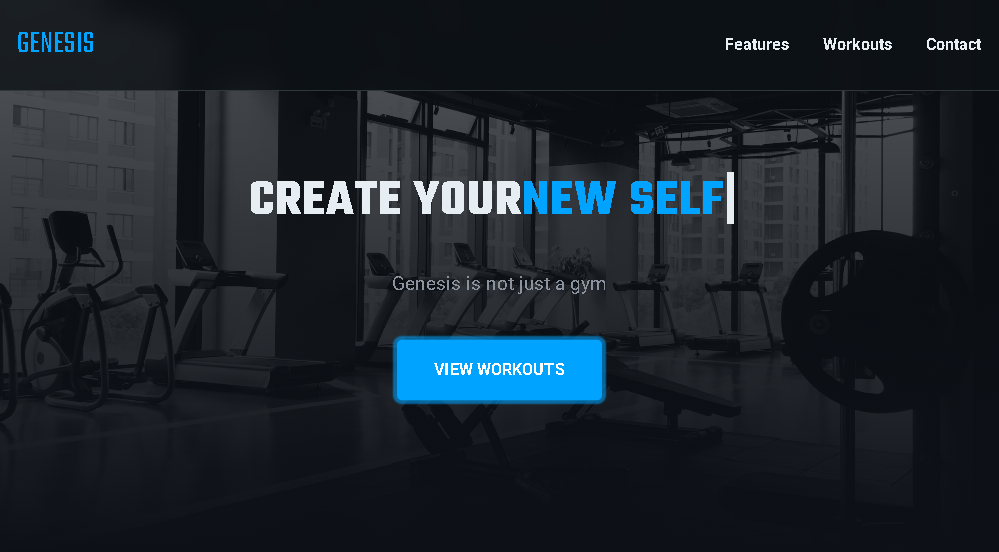 GENESIS
Features Workouts Contact
CREATE YOURNEW SELF|
Genesis is not just a gym
VIEW WORKOUTS